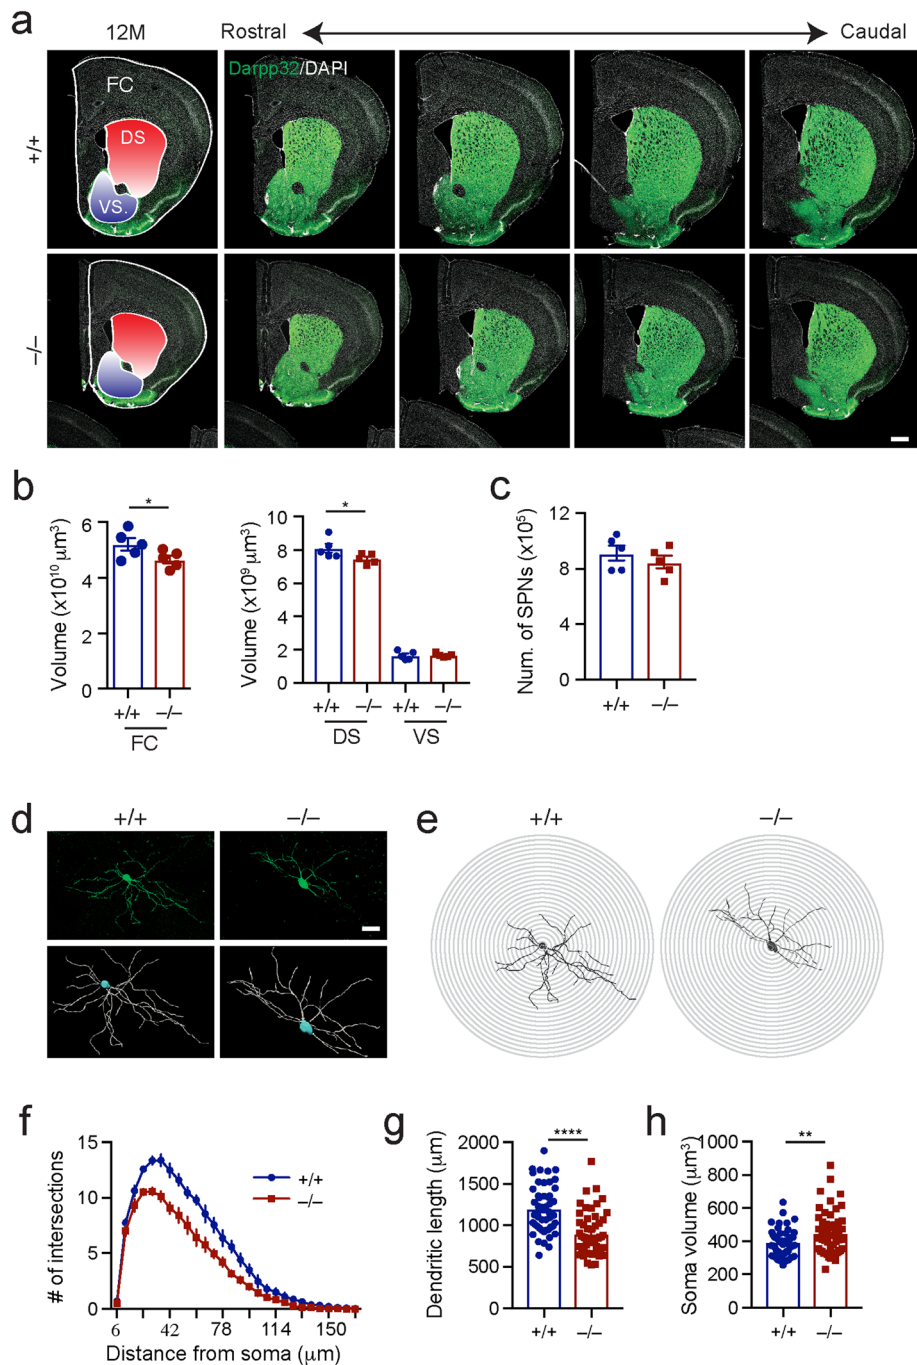 a
12M
Rostral
Caudal
+/+
FC
DS
VS.
Darpp32/DAPI
–/–
b
Volume (x10¹⁰ µm³)
6
4
2
0
*
+/+ –/–
FC
Volume (x10⁹ µm³)
10
8
6
4
2
0
*
+/+ –/– +/+ –/–
DS VS
c
Num. of SPNs (x10⁵)
12
8
4
0
+/+ –/–
d
+/+ –/–
e
+/+ –/–
f
# of intersections
15
10
5
0
+/+
–/–
6 42 78 114 150
Distance from soma (µm)
g
Dendritic length (µm)
2000
1500
1000
500
0
****
+/+ –/–
h
Soma volume (µm³)
1000
800
600
400
200
0
**
+/+ –/–